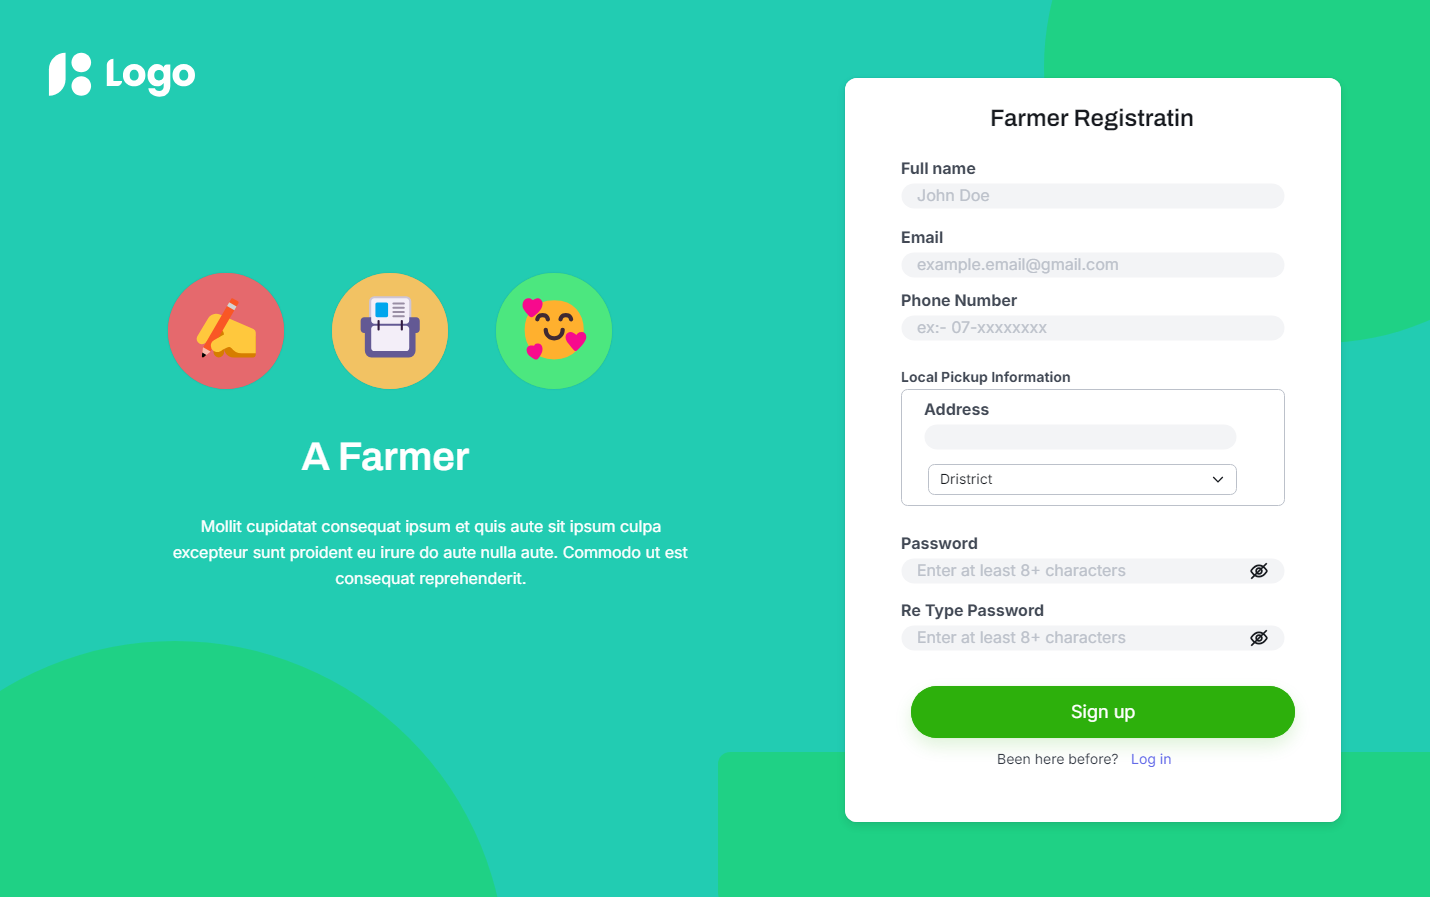 Logo
A Farmer
Mollit cupidatat consequat ipsum et quis aute sit ipsum culpa
excepteur sunt proident eu irure do aute nulla aute. Commodo ut est
consequat reprehenderit.
Farmer Registratin
Full name
John Doe
Email
example.email@gmail.com
Phone Number
ex:- 07-xxxxxxxx
Local Pickup Information
Address
Dristrict
Password
Enter at least 8+ characters
Re Type Password
Enter at least 8+ characters
Sign up
Been here before? Log in